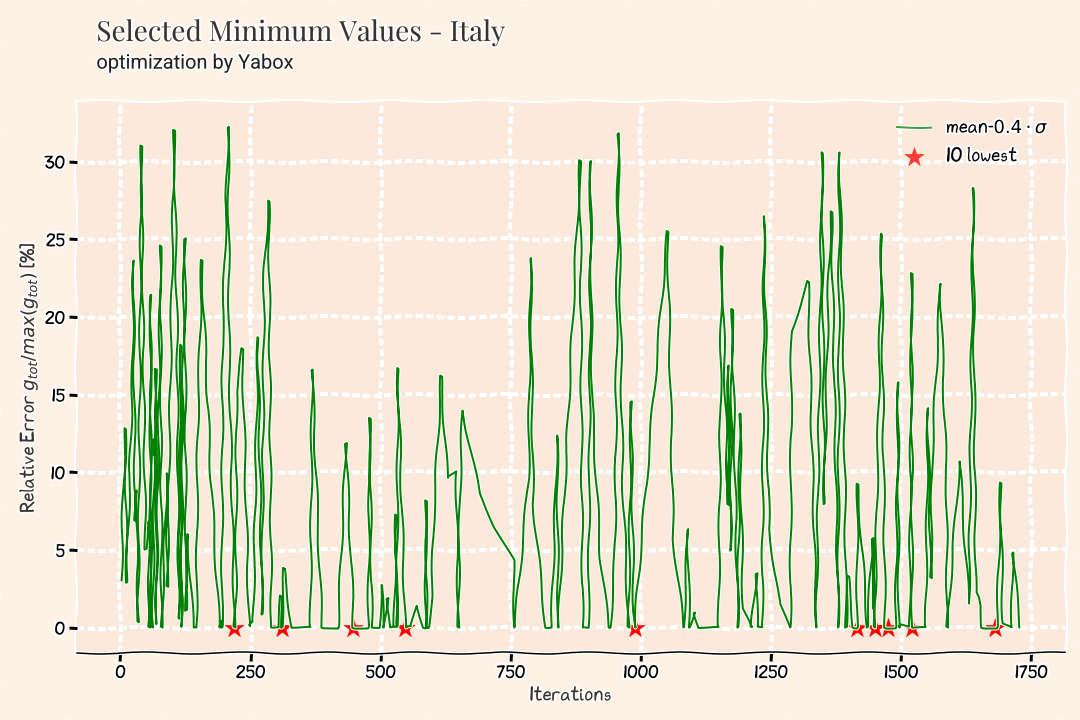 Selected Minimum Values - Italy
optimization by Yabox
mean-0.4 · σ
10 lowest
Relative Error g_tot/max(g_tot) [%]
30
25
20
15
10
5
0
0 250 500 750 1000 1250 1500 1750
Iterations